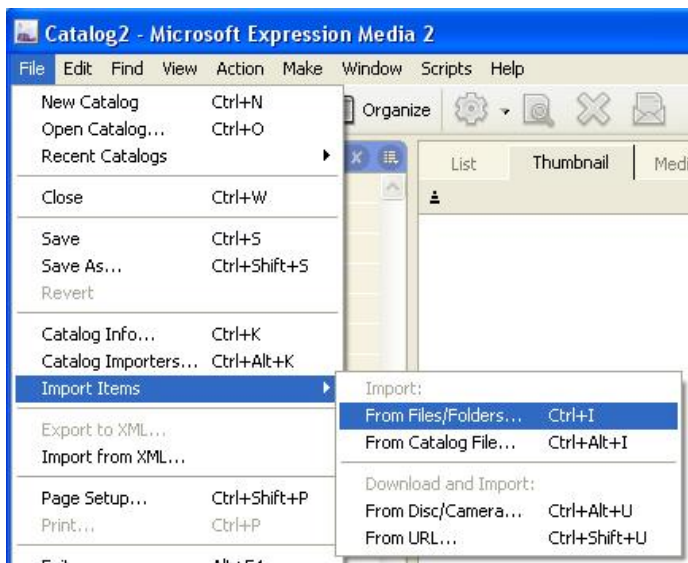 Catalog2 - Microsoft Expression Media 2
File Edit Find View Action Make Window Scripts Help
New Catalog Ctrl+N
Organize
Open Catalog... Ctrl+O
Recent Catalogs
List Thumbnail
Close Ctrl+W
Save Ctrl+S
Save As... Ctrl+Shift+S
Revert
Catalog Info... Ctrl+K
Catalog Importers... Ctrl+Alt+K
Import Items
Import:
From Files/Folders... Ctrl+I
From Catalog File... Ctrl+Alt+I
Download and Import:
From Disc/Camera... Ctrl+Alt+U
From URL... Ctrl+Shift+U
Export to XML...
Import from XML...
Page Setup... Ctrl+Shift+P
Print... Ctrl+P